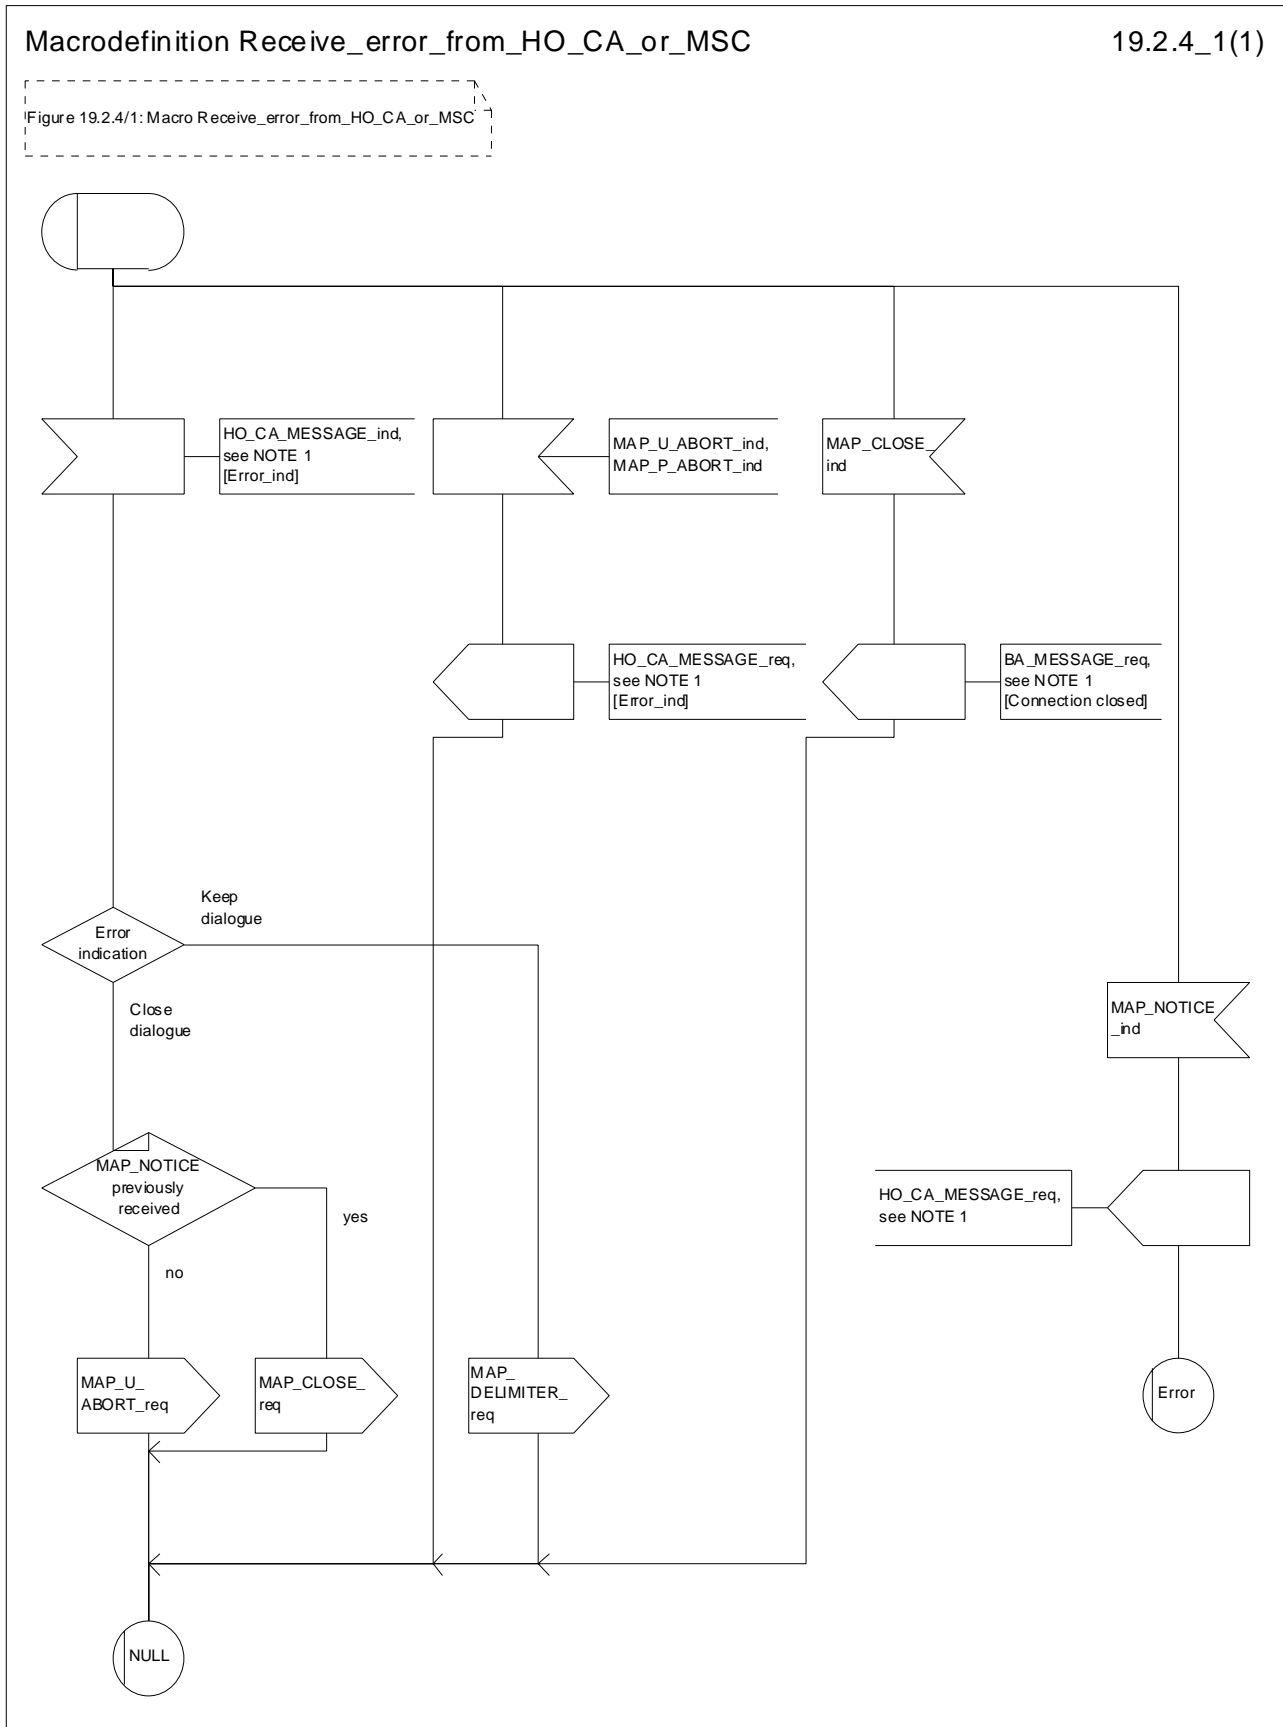 Macrodefinition Receive_error_from_HO_CA_or_MSC
19.2.4_1(1)
Figure 19.2.4/1: Macro Receive_error_from_HO_CA_or_MSC
HO_CA_MESSAGE_ind,
see NOTE 1
[Error_ind]
MAP_U_ABORT_ind,
MAP_P_ABORT_ind
MAP_CLOSE_
ind
HO_CA_MESSAGE_req,
see NOTE 1
[Error_ind]
BA_MESSAGE_req,
see NOTE 1
[Connection closed]
Keep
dialogue
Error
indication
Close
dialogue
MAP_NOTICE
_ind
MAP_NOTICE
previously
received
yes
no
HO_CA_MESSAGE_req,
see NOTE 1
MAP_U_
ABORT_req
MAP_CLOSE_
req
MAP_
DELIMITER_
req
Error
NULL